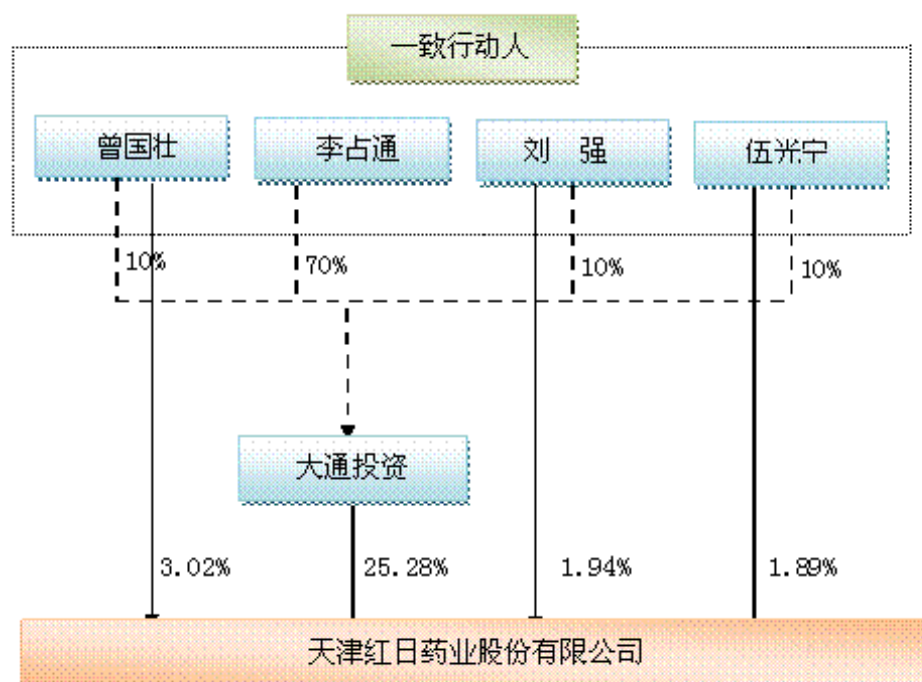 一致行动人
曾国壮
李占通
刘 强
伍光宁
10%
70%
10%
10%
大通投资
3.02%
25.28%
1.94%
1.89%
天津红日药业股份有限公司